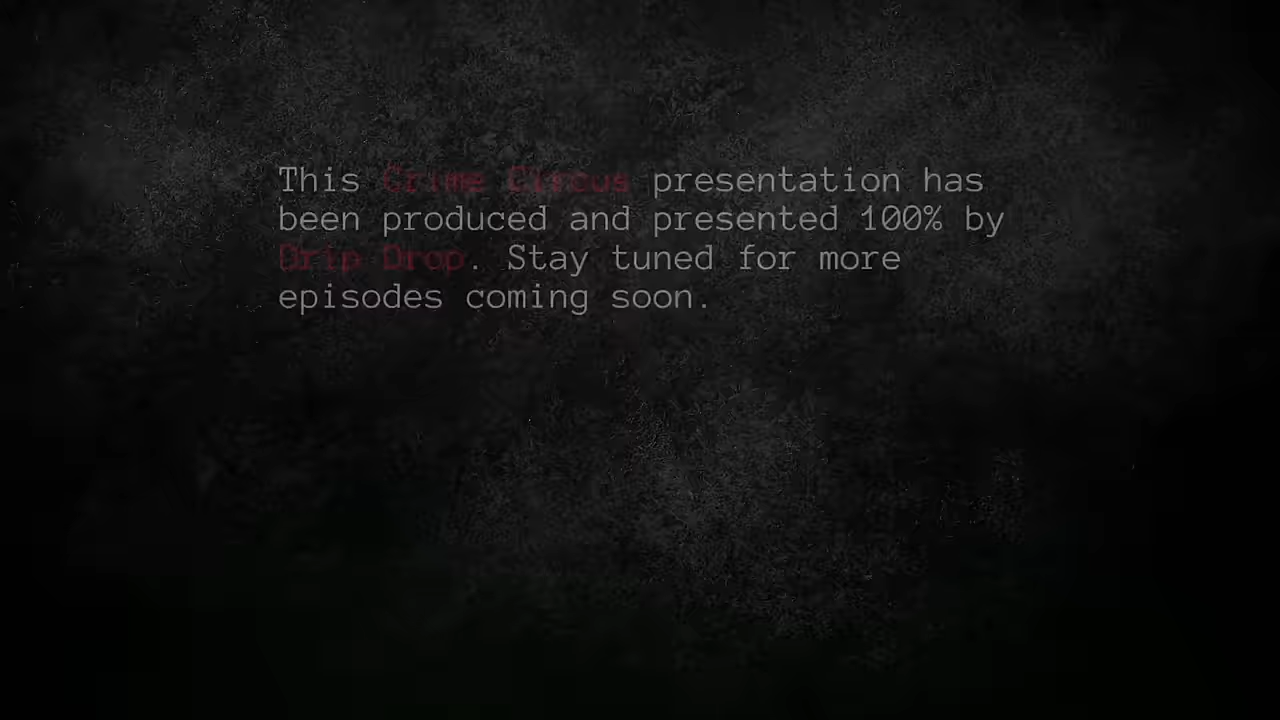 This Crime Circus presentation has
been produced and presented 100% by
Drip Drop. Stay tuned for more
episodes coming soon.